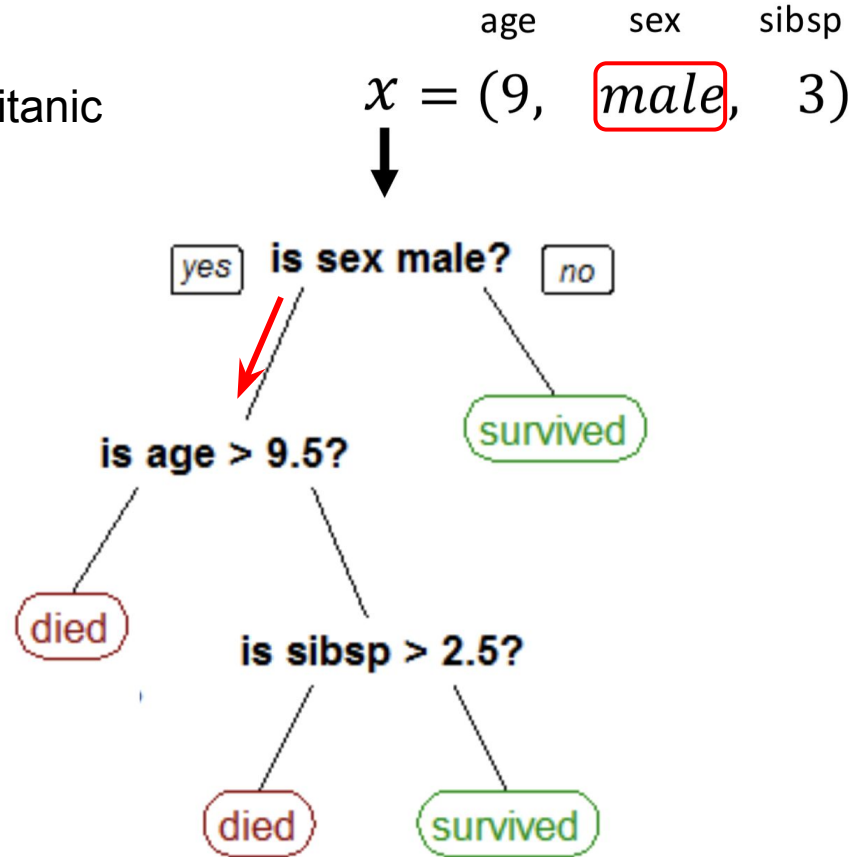 age sex sibsp
itanic x = (9, male, 3)
yes is sex male? no
survived
is age > 9.5?
died
is sibsp > 2.5?
died survived